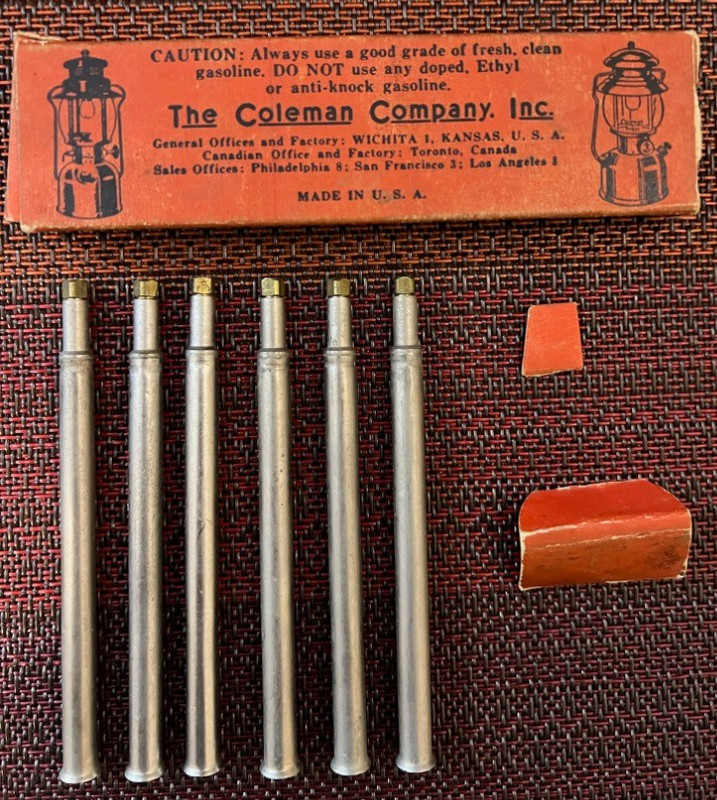 CAUTION: Always use a good grade of fresh, clean
gasoline. DO NOT use any doped, Ethyl
or anti-knock gasoline.
The Coleman Company, Inc.
General Offices and Factory: WICHITA 1, KANSAS, U. S. A.
Canadian Office and Factory: Toronto, Canada
Sales Offices: Philadelphia 8; San Francisco 3; Los Angeles 1
MADE IN U. S. A.